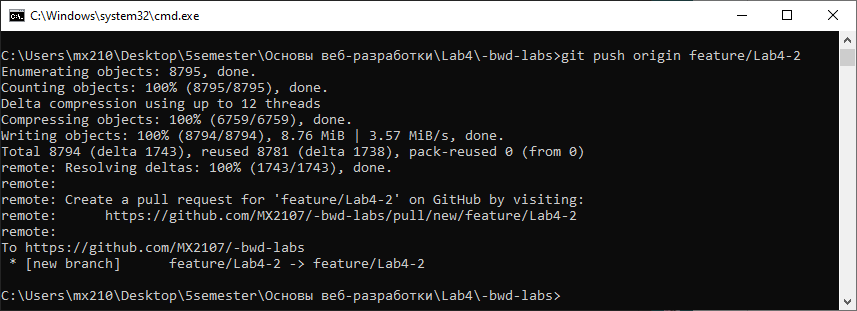 C:\Windows\system32\cmd.exe
C:\Users\mx210\Desktop\5semester\Основы веб-разработки\Lab4\-bwd-labs>git push origin feature/Lab4-2
Enumerating objects: 8795, done.
Counting objects: 100% (8795/8795), done.
Delta compression using up to 12 threads
Compressing objects: 100% (6759/6759), done.
Writing objects: 100% (8794/8794), 8.76 MiB | 3.57 MiB/s, done.
Total 8794 (delta 1743), reused 8781 (delta 1738), pack-reused 0 (from 0)
remote: Resolving deltas: 100% (1743/1743), done.
remote:
remote: Create a pull request for 'feature/Lab4-2' on GitHub by visiting:
remote:      https://github.com/MX2107/-bwd-labs/pull/new/feature/Lab4-2
remote:
To https://github.com/MX2107/-bwd-labs
 * [new branch]      feature/Lab4-2 -> feature/Lab4-2
C:\Users\mx210\Desktop\5semester\Основы веб-разработки\Lab4\-bwd-labs>